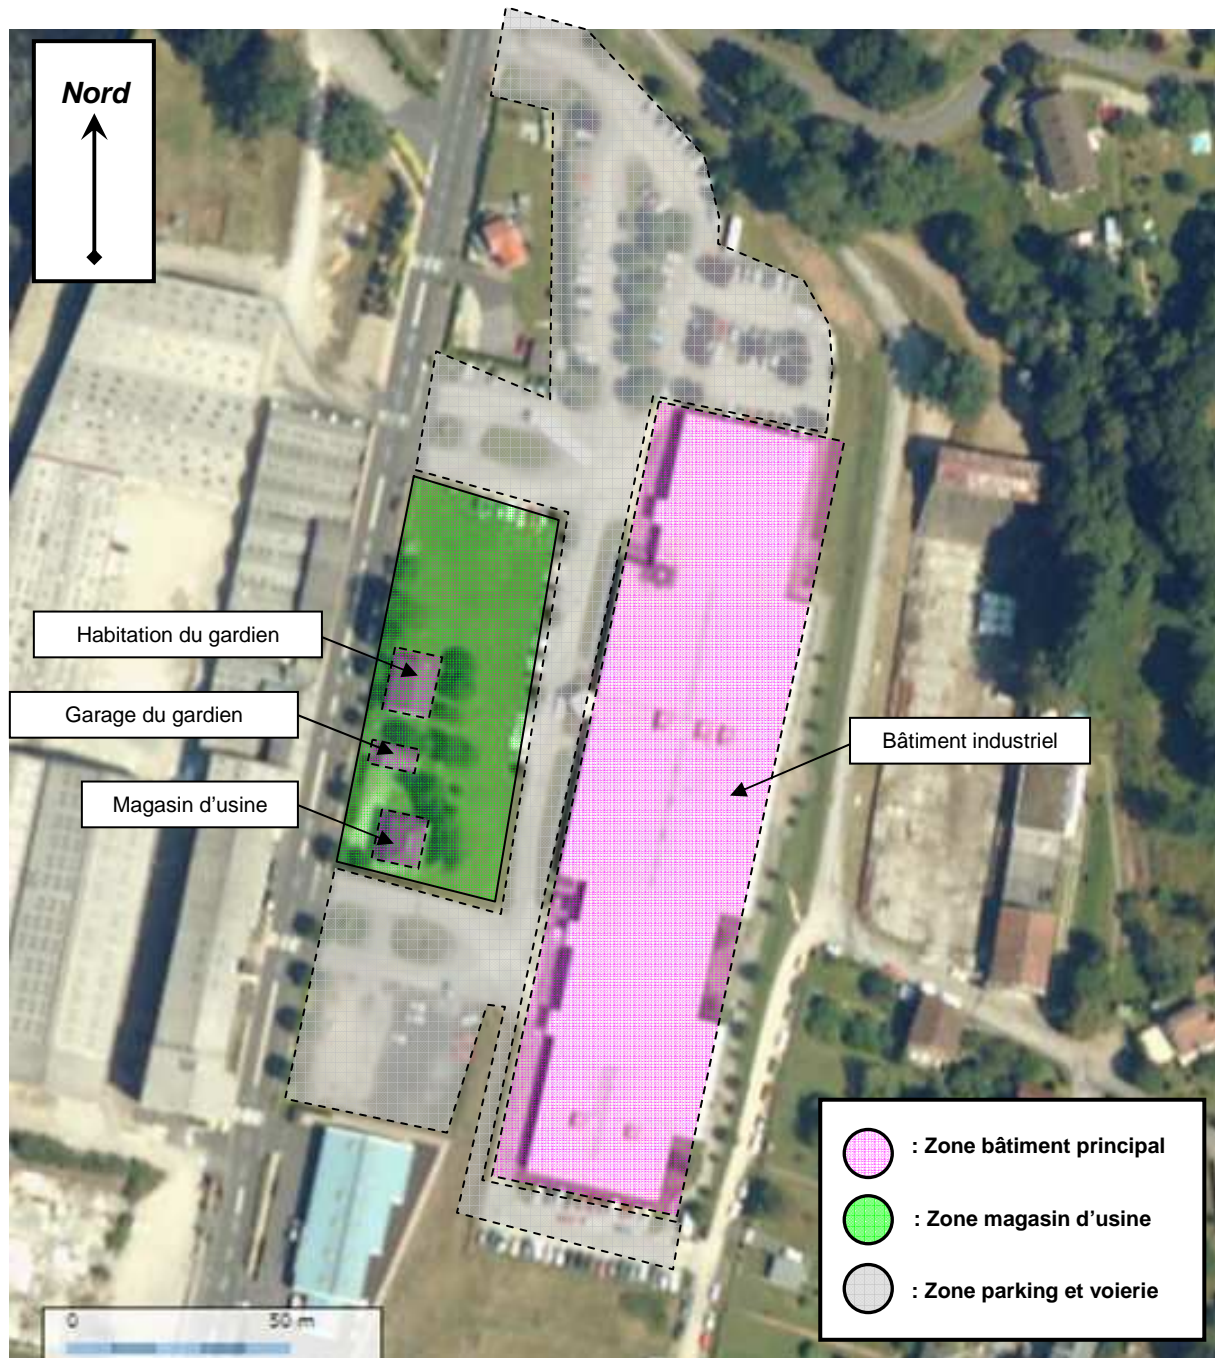 Nord
Habitation du gardien
Garage du gardien
Bâtiment industriel
Magasin d'usine
: Zone bâtiment principal
: Zone magasin d'usine
: Zone parking et voierie
0 50 m